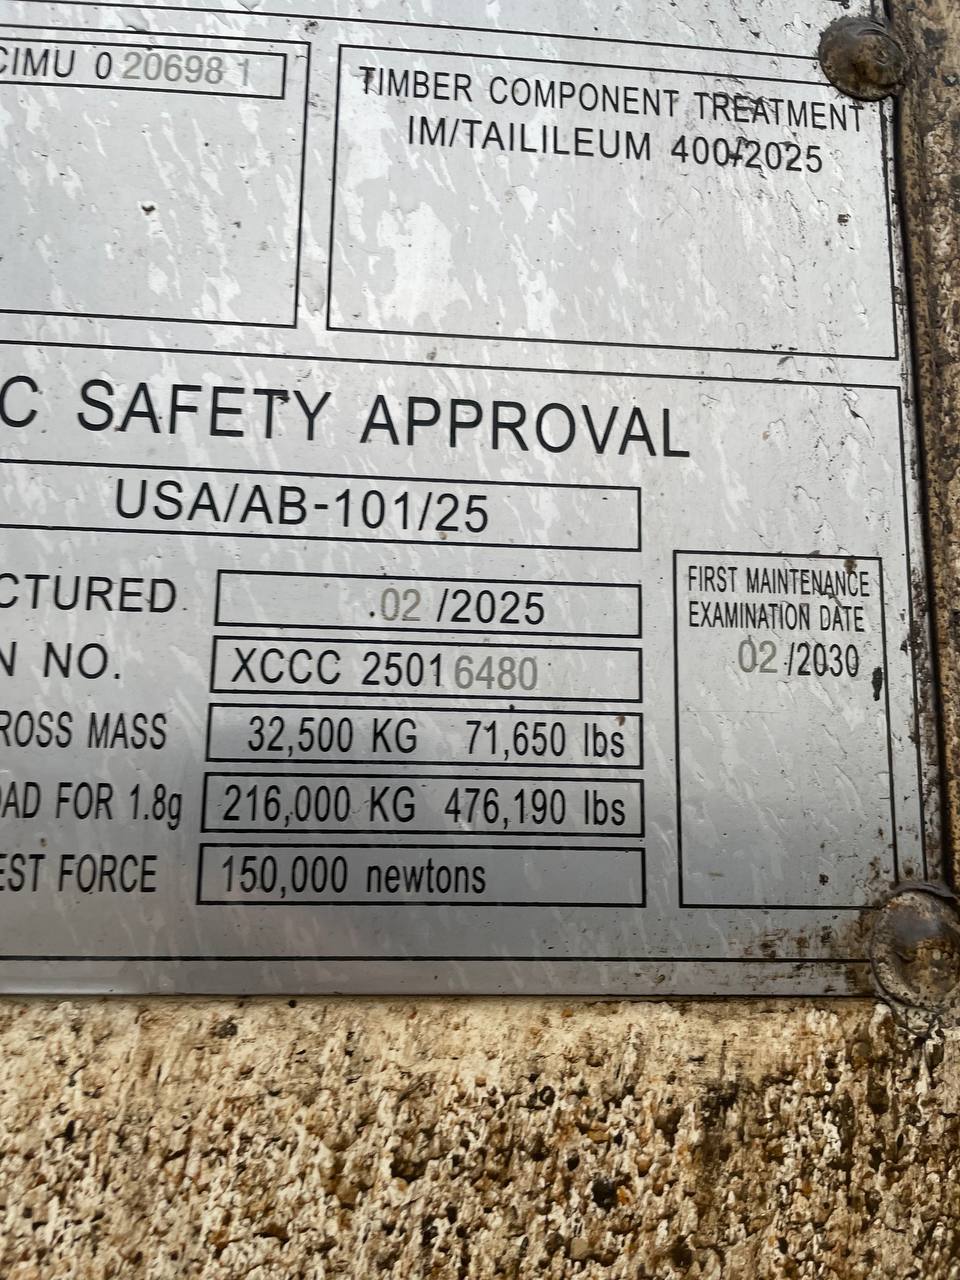 CIMU 0 20698 1
TIMBER COMPONENT TREATMENT
IM/TAILILEUM 400/2025
C SAFETY APPROVAL
USA/AB-101/25
CTURED 02 /2025
N NO. XCCC 2501 6480
ROSS MASS 32,500 KG 71,650 lbs
OAD FOR 1.8g 216,000 KG 476,190 lbs
EST FORCE 150,000 newtons
FIRST MAINTENANCE
EXAMINATION DATE
02 /2030